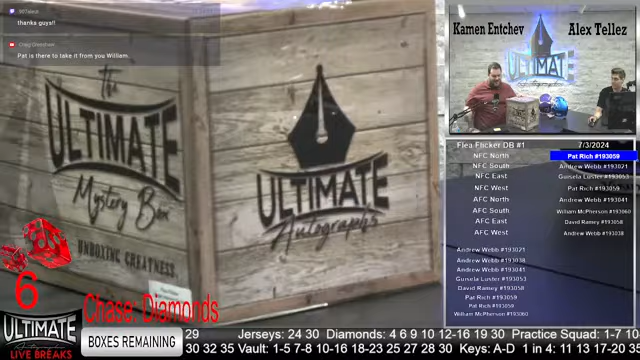 thanks guys!!
Pat is there to take it from you William.
the
ULTIMATE
Mystery Box
UNBOXING GREATNESS.
ULTIMATE
Autographs
Kamen Entchev
Alex Tellez
ULTIMATE
Flea Flicker DB #1
7/3/2024
NFC North Pat Rich #193059
NFC South Andrew Webb #193021
NFC East Guisela Luster #193053
NFC West Pat Rich #193059
AFC North Andrew Webb #193041
AFC South William McPherson #193060
AFC East David Ramey #193058
AFC West Andrew Webb #193038
Andrew Webb #193021
Andrew Webb #193038
Andrew Webb #193041
Guisela Luster #193053
David Ramey #193058
Pat Rich #193059
Pat Rich #193059
William McPherson #193060
6
Chase: Diamonds
ULTIMATE
LIVE BREAKS
BOXES REMAINING
29 Jerseys: 24 30 Diamonds: 4 6 9 10 12-16 19 30 Practice Squad: 1-7 10
30 32 35 Vault: 1-5 7-8 10-16 18-23 25 27 28 30 Keys: A-D 1 in 4: 11 13 17-20 35